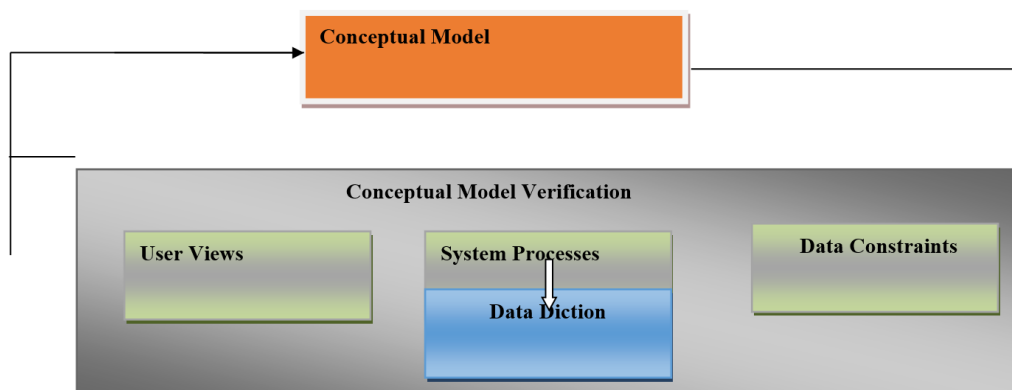 Conceptual Model
Conceptual Model Verification
User Views
System Processes
Data Constraints
Data Diction